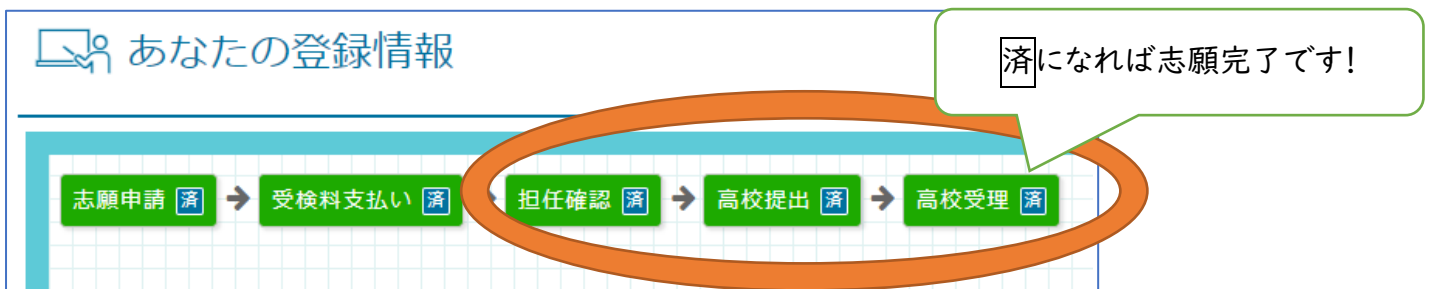 あなたの登録情報
済になれば志願完了です!
志願申請 済 → 受検料支払い 済 → 担任確認 済 → 高校提出 済 → 高校受理 済